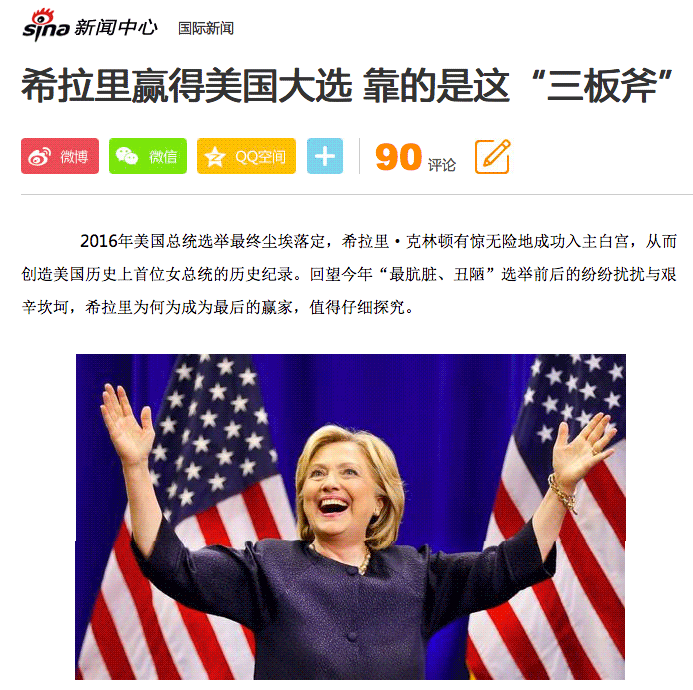 sina 新闻中心 国际新闻
希拉里赢得美国大选 靠的是这“三板斧”
微博 微信 QQ空间 90 评论
2016年美国总统选举最终尘埃落定，希拉里·克林顿有惊无险地成功入主白宫，从而
创造美国历史上首位女总统的历史纪录。回望今年“最肮脏、丑陋”选举前后的纷纷扰扰与艰
辛坎坷，希拉里为何为成为最后的赢家，值得仔细探究。